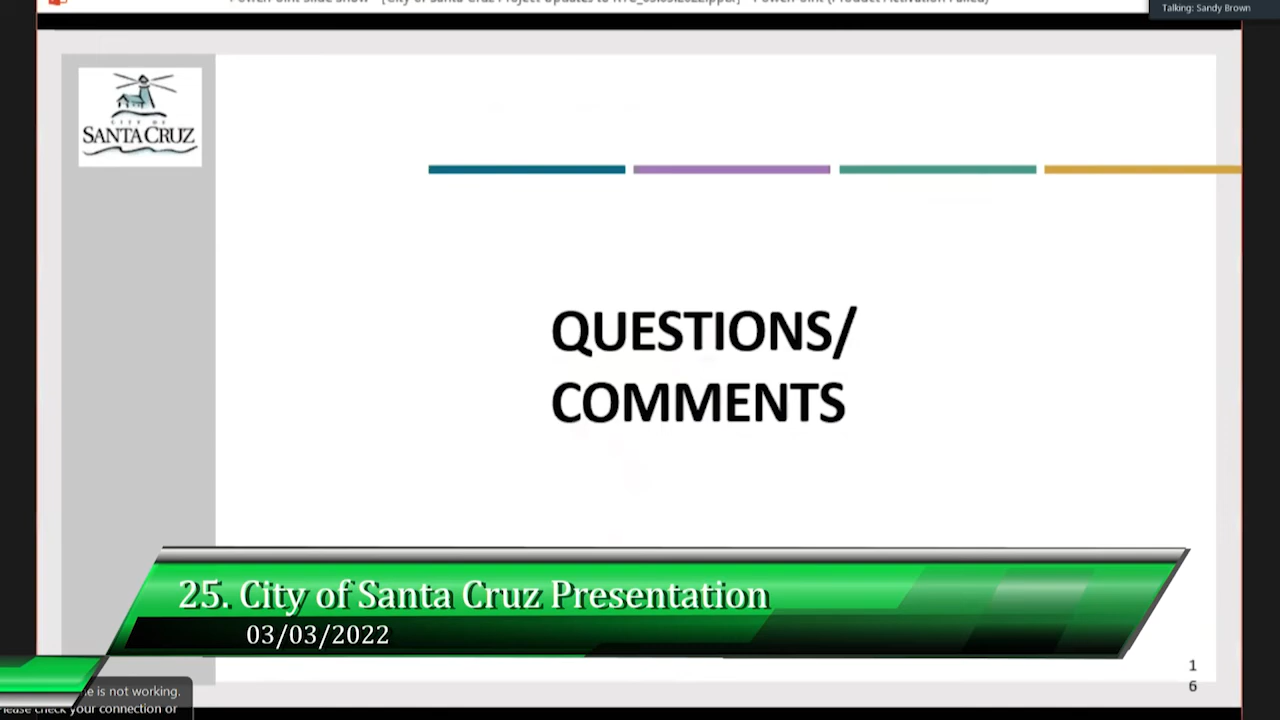 Talking: Sandy Brown
CITY OF
SANTA CRUZ
QUESTIONS/
COMMENTS
25. City of Santa Cruz Presentation
03/03/2022
1
6
is not working.
Please check your connection or